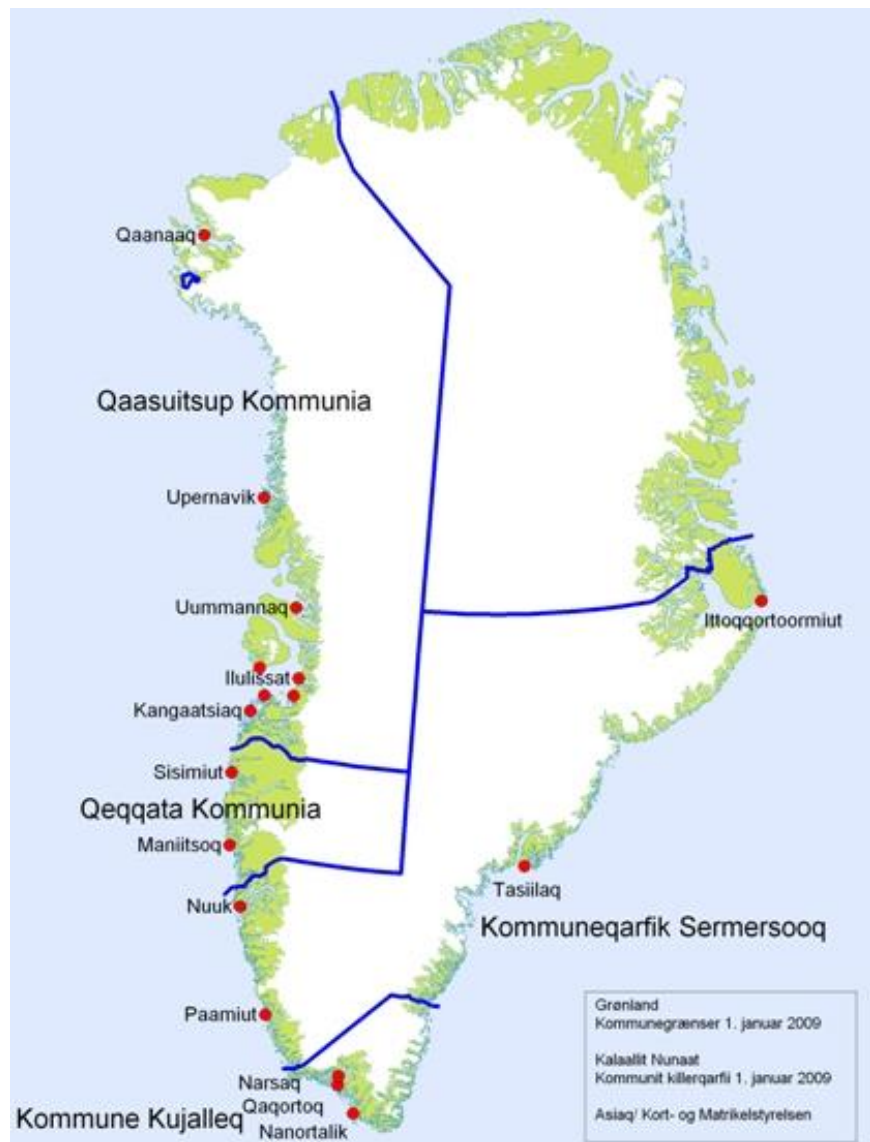 Qaanaaq
Qaasuitsup Kommunia
Upernavik
Uummannaq
Ittoqqortoormiut
Ilulissat
Kangaatsiaq
Sisimiut
Qeqqata Kommunia
Maniitsoq
Tasiilaq
Nuuk
Kommuneqarfik Sermersooq
Paamiut
Grønland
Kommunegrænser 1. januar 2009
Kalaallit Nunaat
Kommunit killerqarfii 1. januar 2009
Asiaq/ Kort- og Matrikelstyrelsen
Narsaq
Qaqortoq
Kommune Kujalleq
Nanortalik